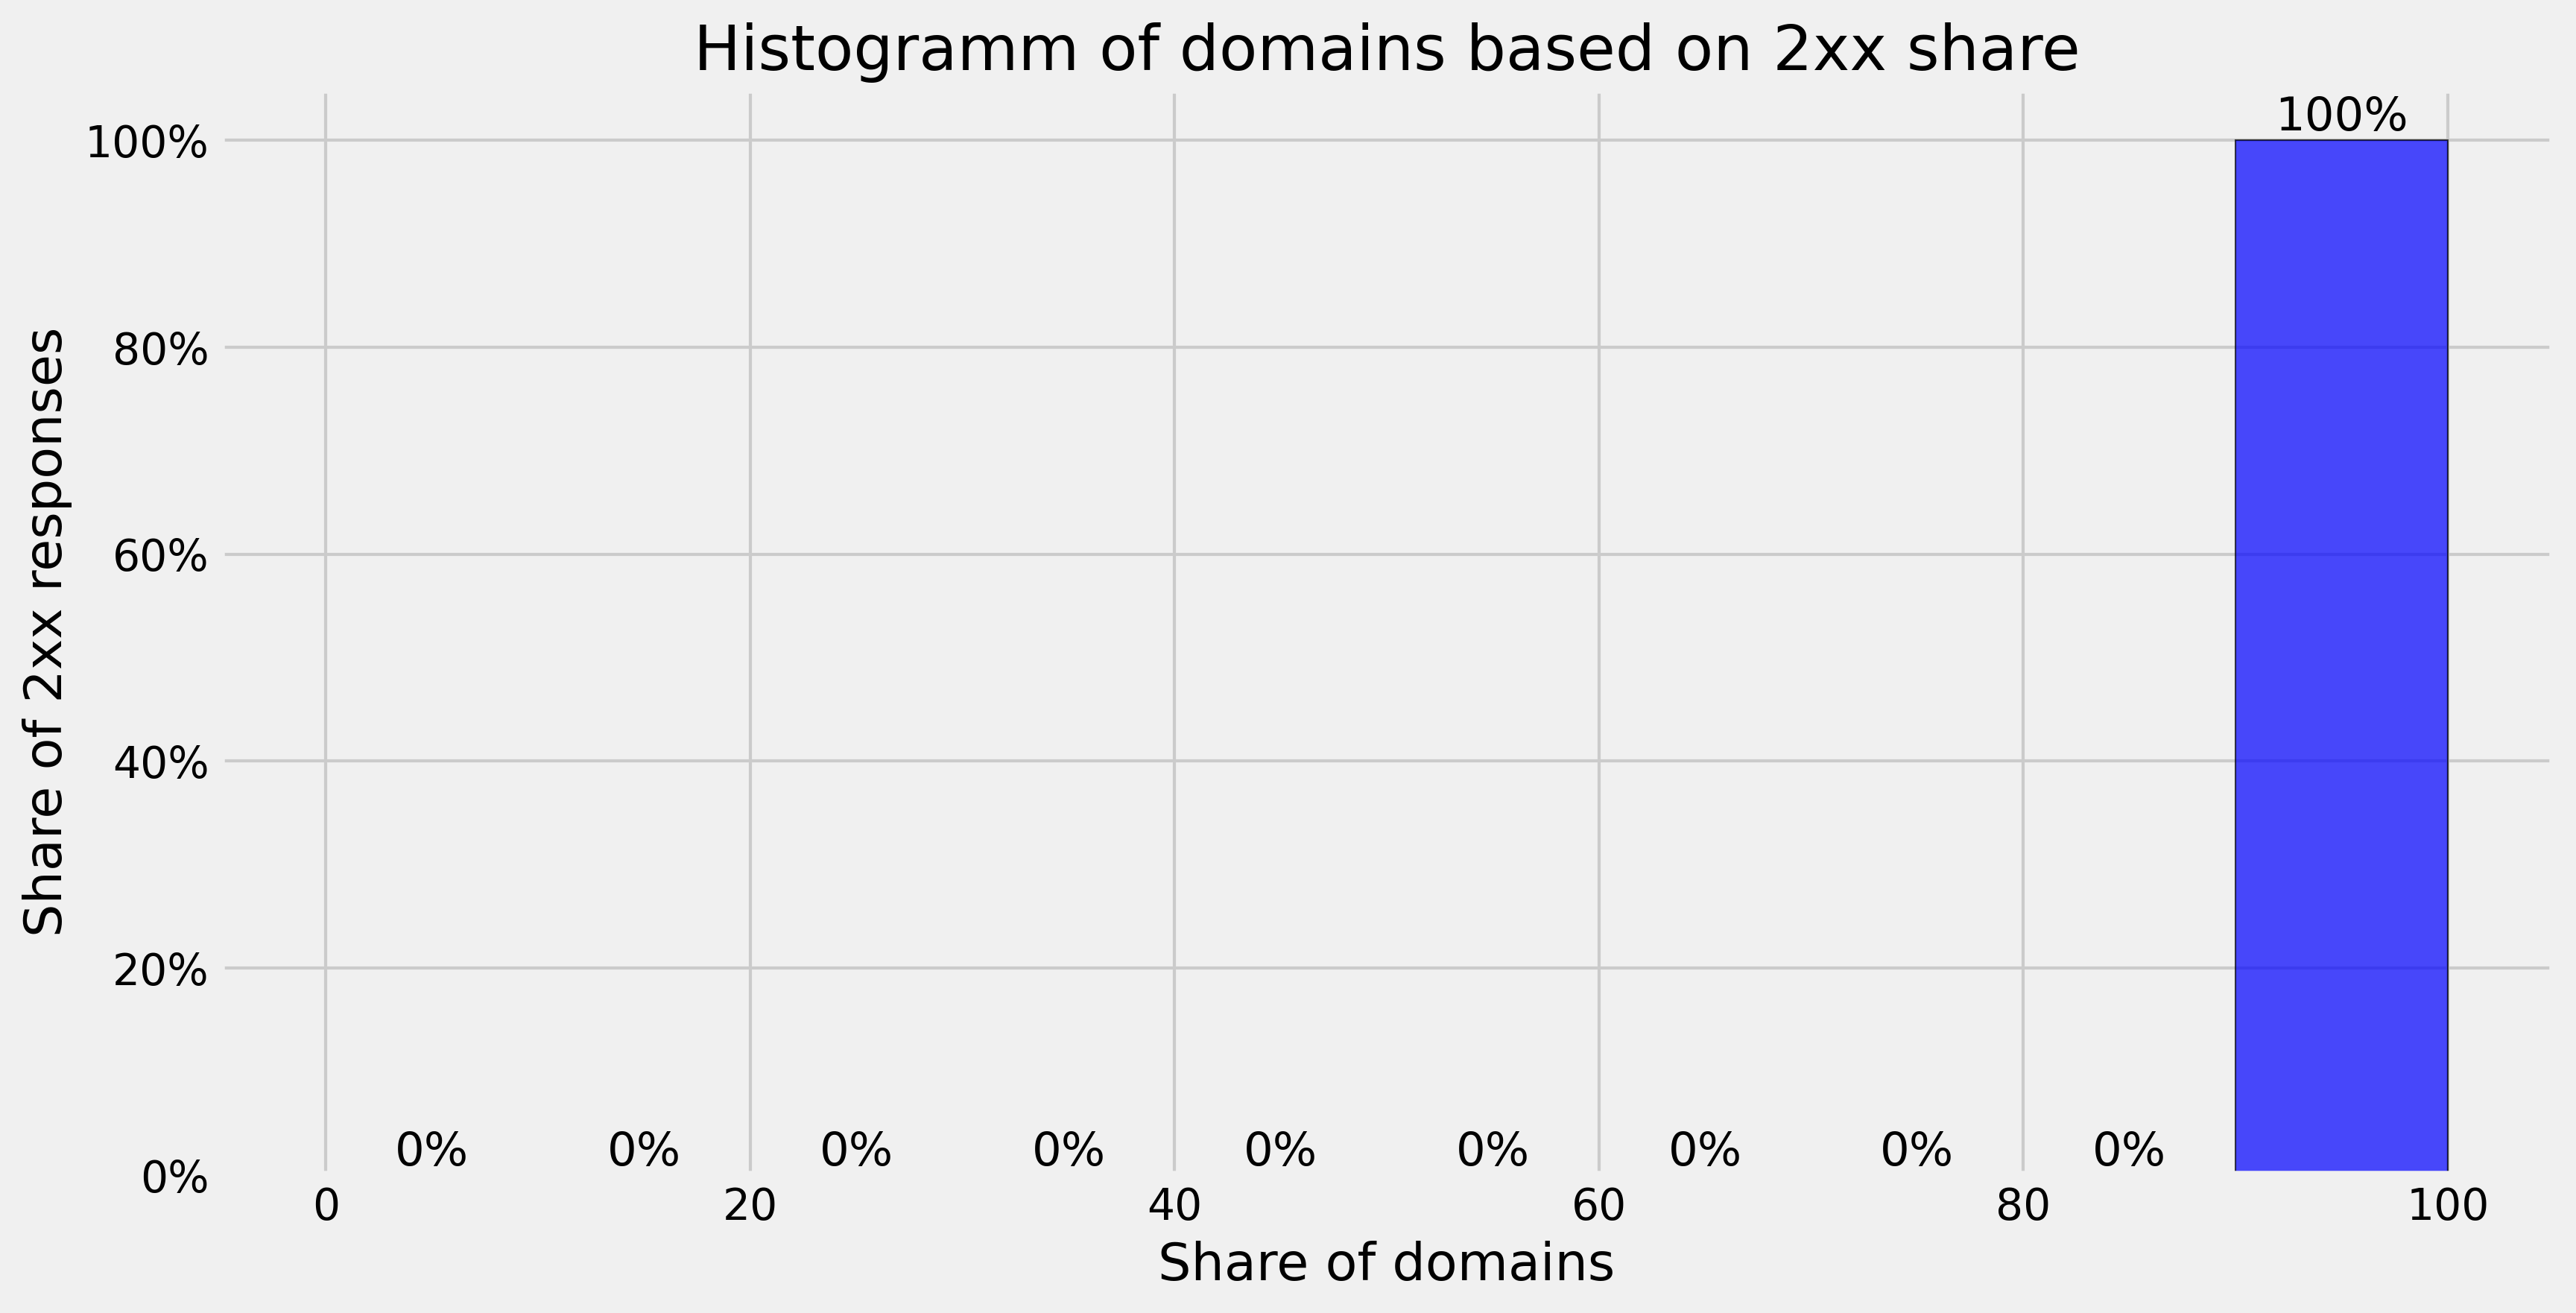 Histogramm of domains based on 2xx share
100%
100%
80%
60%
40%
20%
0%
Share of 2xx responses
0% 0% 0% 0% 0% 0% 0% 0% 0%
0 20 40 60 80 100
Share of domains